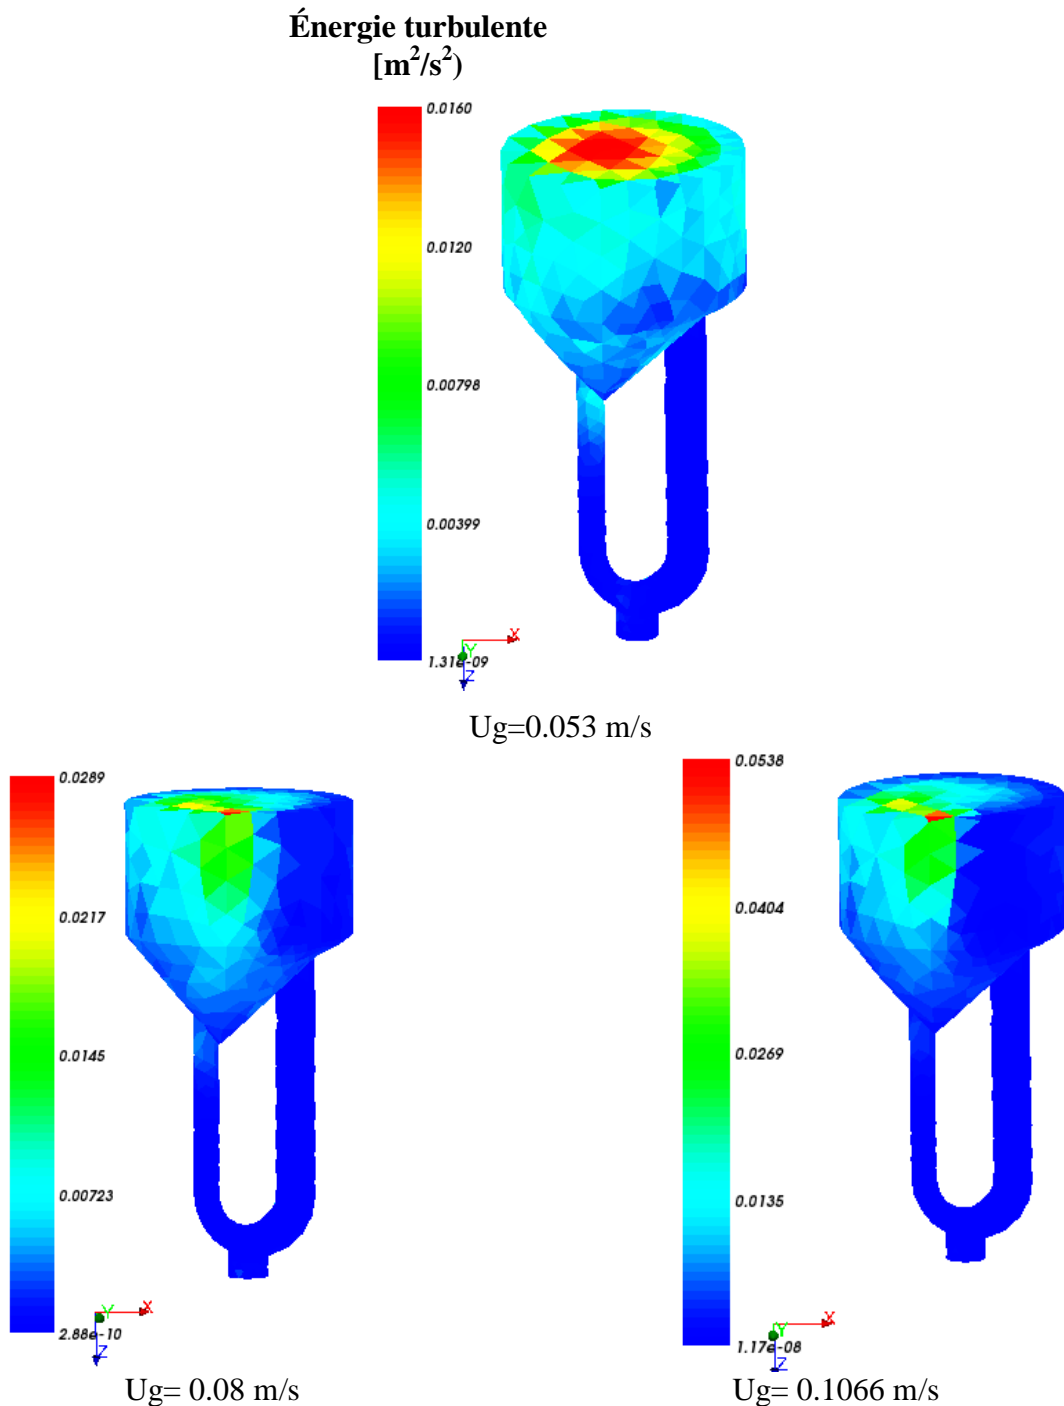 Énergie turbulente
[m²/s²)
0.0160
0.0120
0.00798
0.00399
1.31e-09
X
Y
Z
Ug=0.053 m/s
0.0289
0.0217
0.0145
0.00723
2.88e-10
X
Y
Z
Ug= 0.08 m/s
0.0538
0.0404
0.0269
0.0135
1.17e-08
X
Y
Z
Ug= 0.1066 m/s